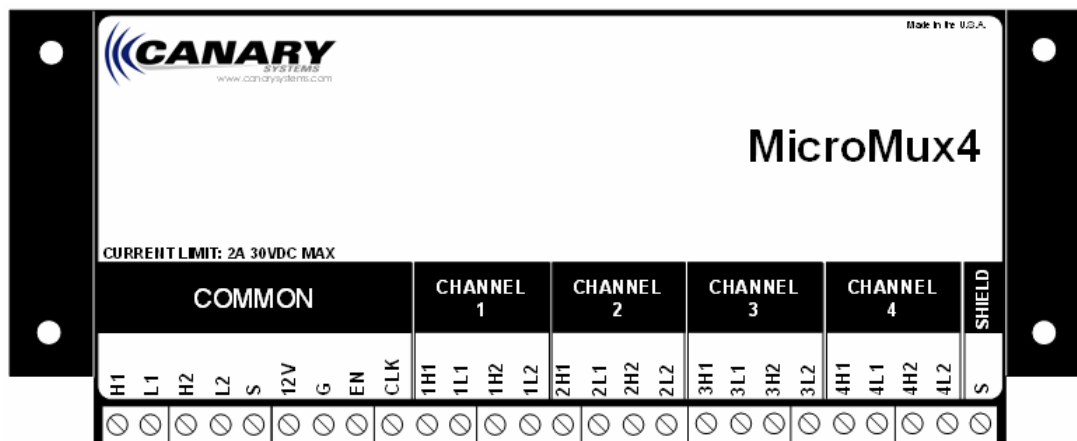 Made in the U.S.A.
CANARY
SYSTEMS
www.canarysystems.com
MicroMux4
CURRENT LIMIT: 2A 30VDC MAX
COMMON
CHANNEL
1
CHANNEL
2
CHANNEL
3
CHANNEL
4
SHIELD
H1 L1 H2 L2 S 12V G EN CLK 1H1 1L1 1H2 1L2 2H1 2L1 2H2 2L2 3H1 3L1 3H2 3L2 4H1 4L1 4H2 4L2 S